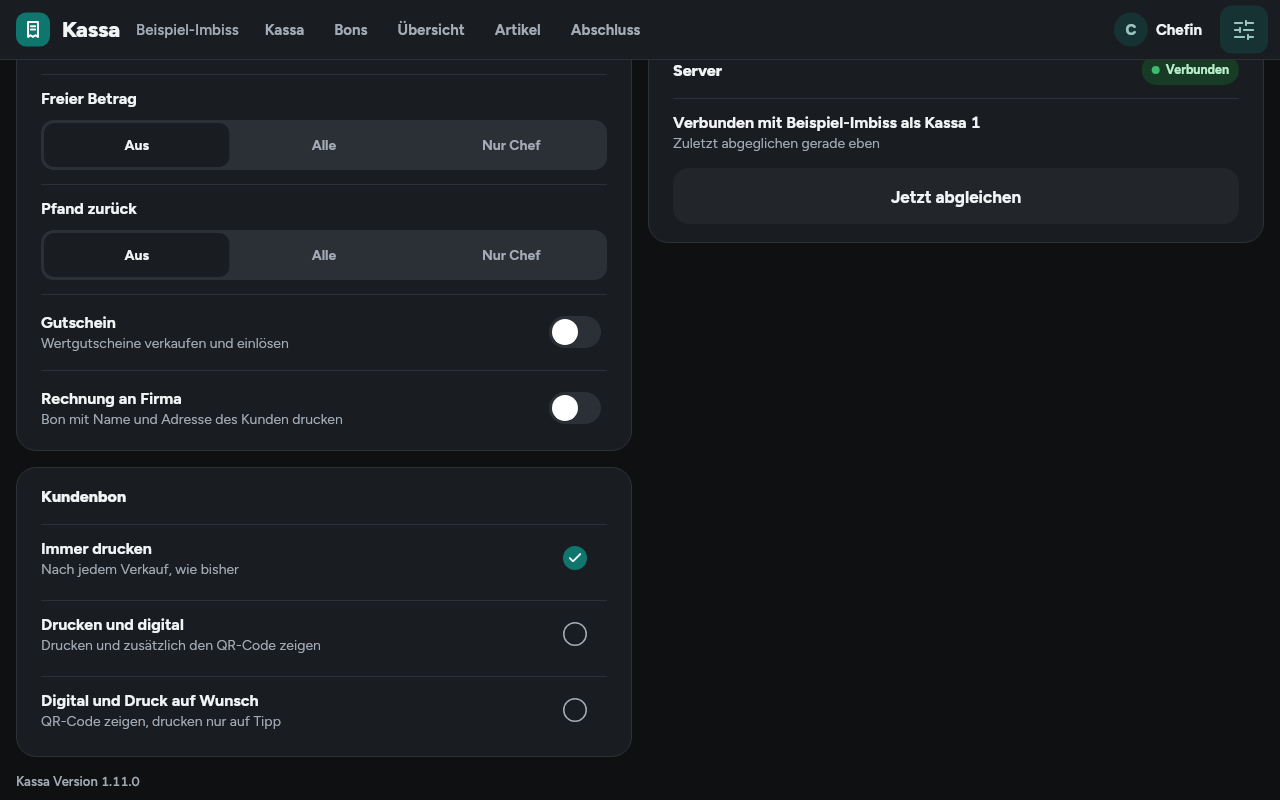 Kassa Beispiel-Imbiss Kassa Bons Übersicht Artikel Abschluss C Chefin
Freier Betrag
Aus Alle Nur Chef
Pfand zurück
Aus Alle Nur Chef
Gutschein
Wertgutscheine verkaufen und einlösen
Rechnung an Firma
Bon mit Name und Adresse des Kunden drucken
Kundenbon
Immer drucken
Nach jedem Verkauf, wie bisher
Drucken und digital
Drucken und zusätzlich den QR-Code zeigen
Digital und Druck auf Wunsch
QR-Code zeigen, drucken nur auf Tipp
Server Verbunden
Verbunden mit Beispiel-Imbiss als Kassa 1
Zuletzt abgeglichen gerade eben
Jetzt abgleichen
Kassa Version 1.11.0